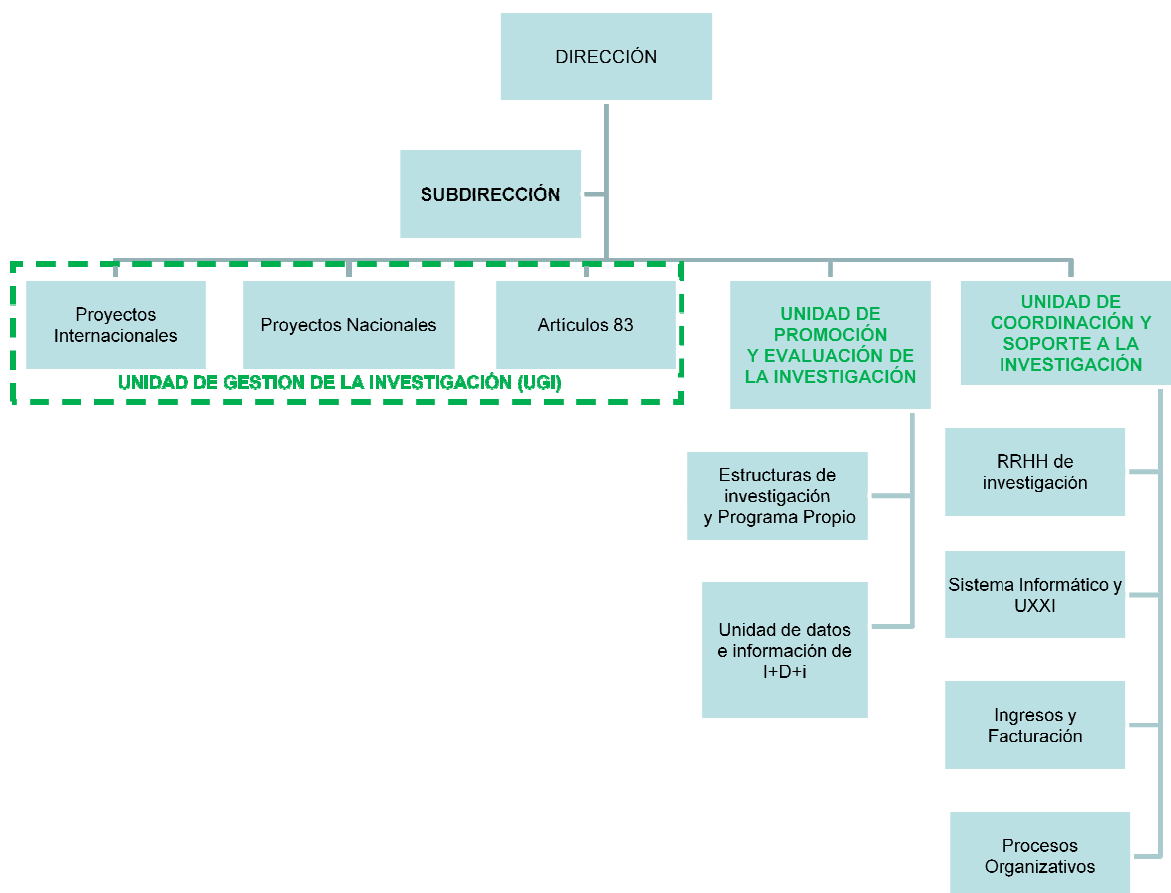 DIRECCIÓN
SUBDIRECCIÓN
Proyectos
Internacionales
Proyectos Nacionales
Artículos 83
UNIDAD DE GESTION DE LA INVESTIGACIÓN (UGI)
UNIDAD DE
PROMOCIÓN
Y EVALUACIÓN DE
LA INVESTIGACIÓN
Estructuras de
investigación
y Programa Propio
Unidad de datos
e información de
I+D+i
UNIDAD DE
COORDINACIÓN Y
SOPORTE A LA
INVESTIGACIÓN
RRHH de
investigación
Sistema Informático y
UXXI
Ingresos y
Facturación
Procesos
Organizativos